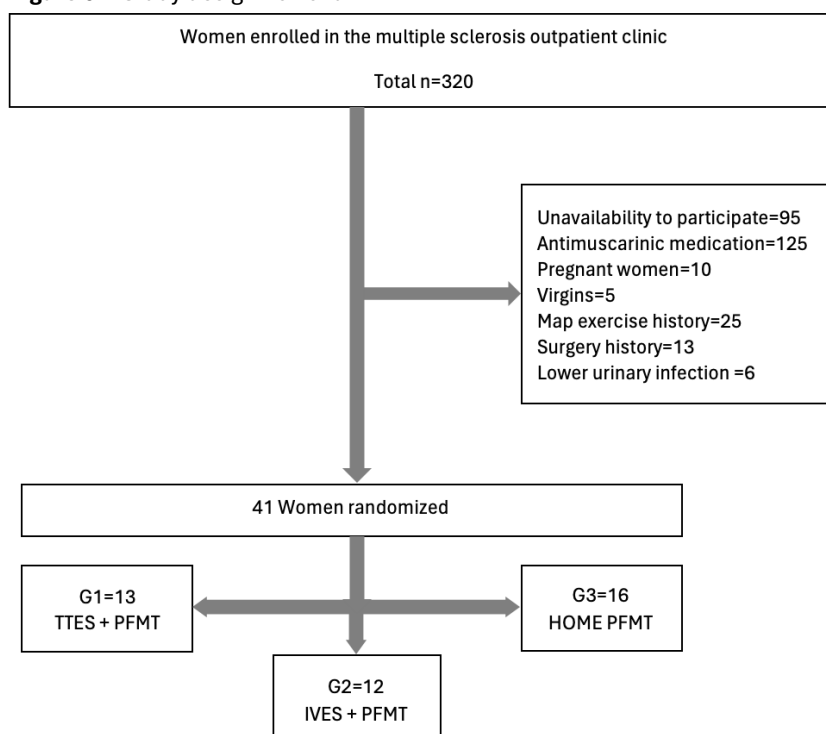 Women enrolled in the multiple sclerosis outpatient clinic
Total n=320
Unavailability to participate=95
Antimuscarinic medication=125
Pregnant women=10
Virgins=5
Map exercise history=25
Surgery history=13
Lower urinary infection =6
41 Women randomized
G1=13
TTES + PFMT
G3=16
HOME PFMT
G2=12
IVES + PFMT